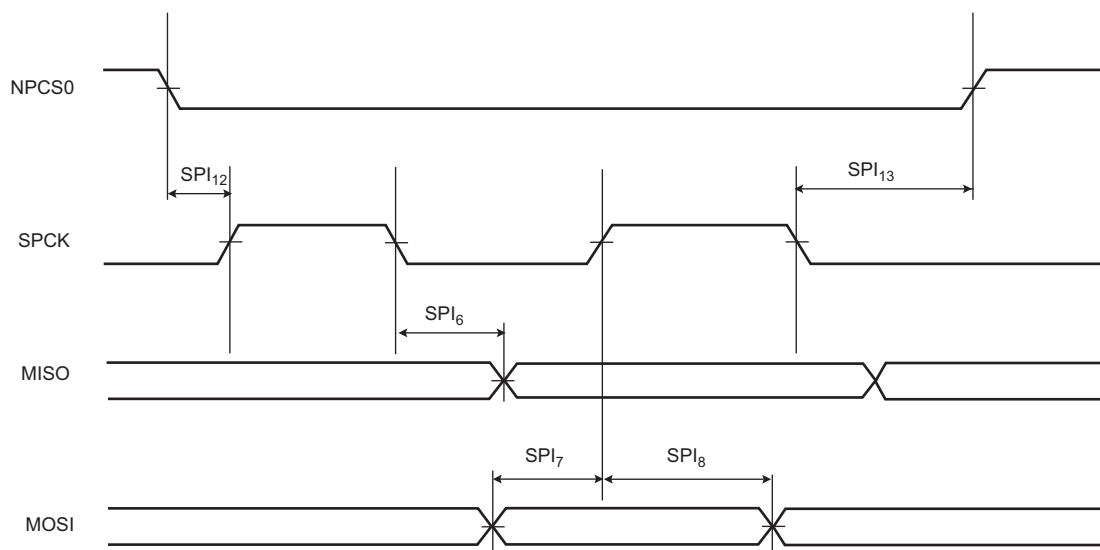 NPCS0
SPI₁₂
SPI₁₃
SPCK
SPI₆
MISO
SPI₇
SPI₈
MOSI